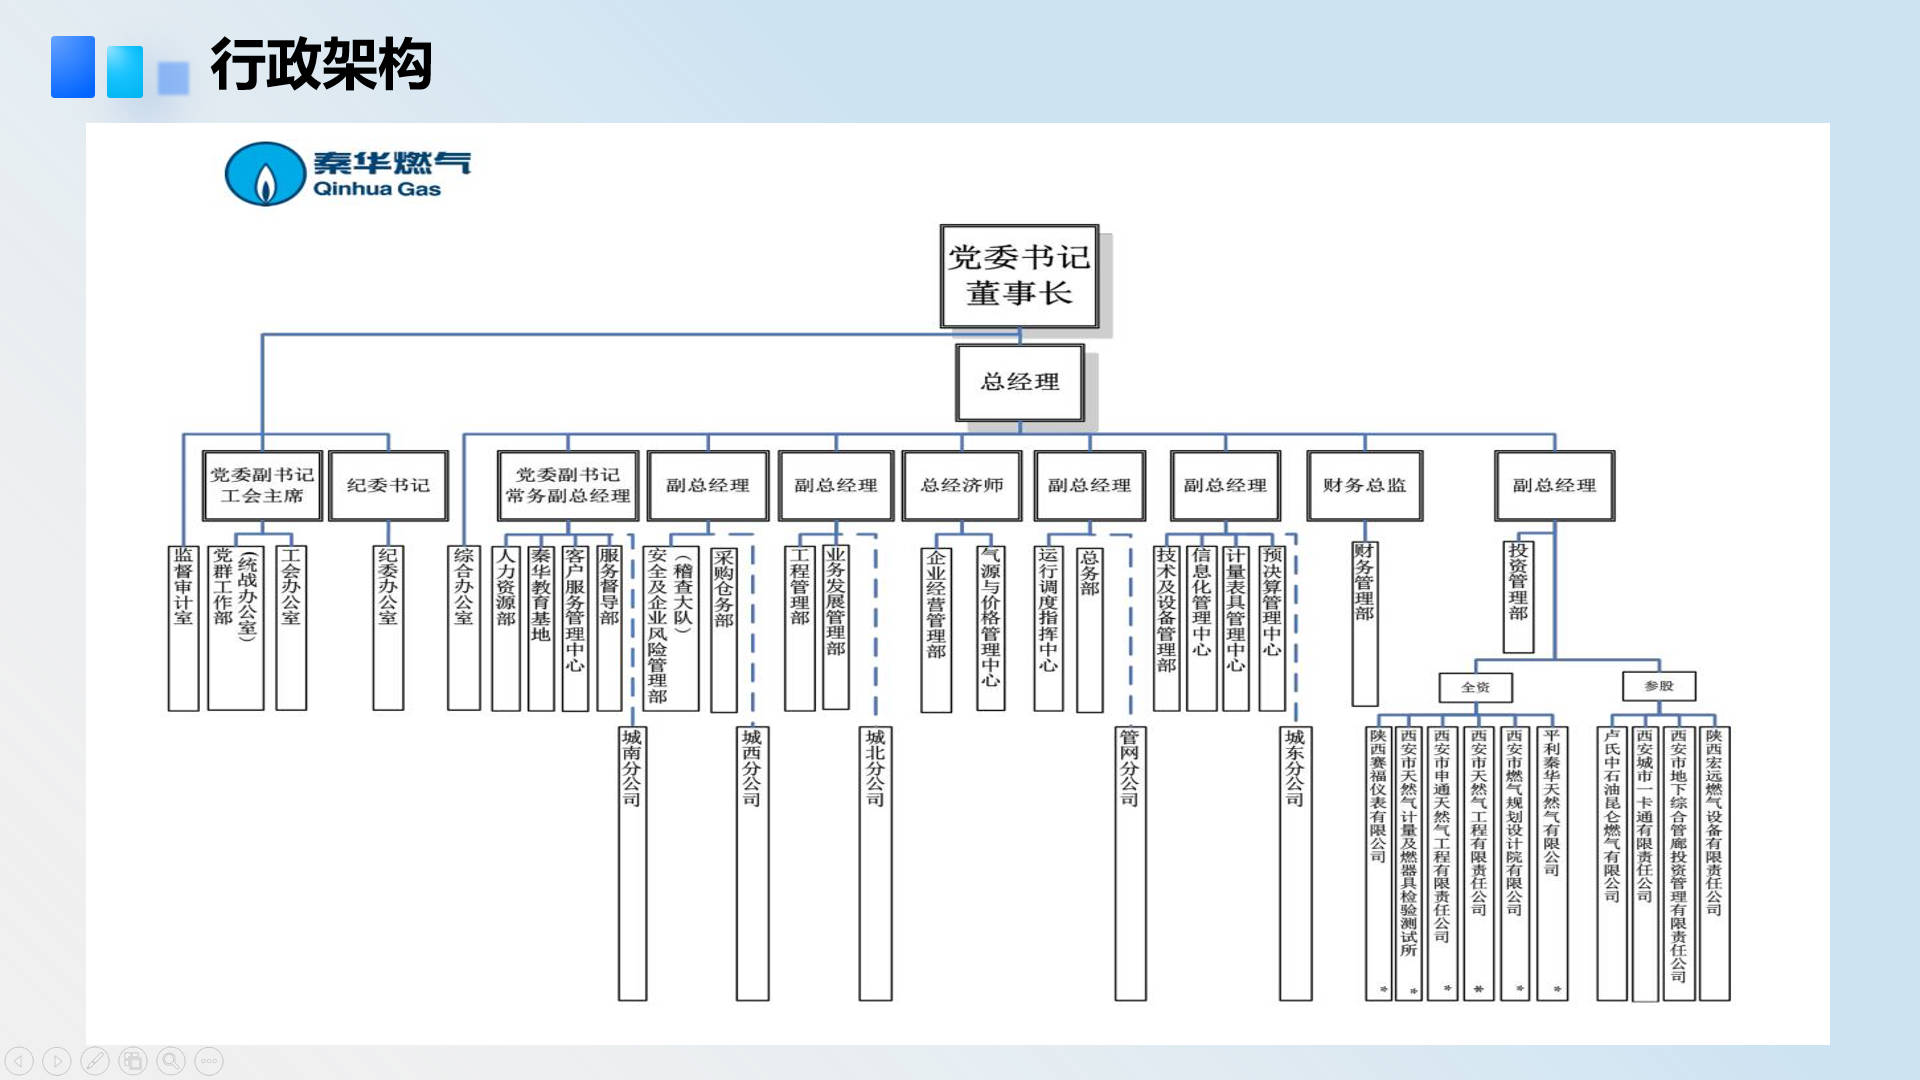 行政架构
秦华燃气
Qinhua Gas
党委书记
董事长
总经理
党委副书记
工会主席
纪委书记
党委副书记
常务副总经理
副总经理
副总经理
总经济师
副总经理
副总经理
财务总监
副总经理
监督审计室
党群工作部
(统战办公室)
工会办公室
纪委办公室
综合办公室
人力资源部
秦华教育基地
客户服务管理中心
服务督导部
安全及企业风险管理部
(稽查大队)
采购仓务部
工程管理部
业务发展管理部
企业经营管理部
气源与价格管理中心
运行调度指挥中心
总务部
技术及设备管理部
信息化管理中心
计量表具管理中心
预决算管理中心
财务管理部
投资管理部
全资
参股
城南分公司
城西分公司
城北分公司
管网分公司
城东分公司
陕西赛福仪表有限公司 *
西安市天然气计量及燃器具检验测试所 *
西安市申通天然气工程有限责任公司 *
西安市天然气工程有限责任公司 *
西安市燃气规划设计院有限公司 *
平利秦华天然气有限公司 *
卢氏中石油昆仑燃气有限公司
西安城市一卡通有限责任公司
西安市地下综合管廊投资管理有限责任公司
陕西宏远燃气设备有限责任公司